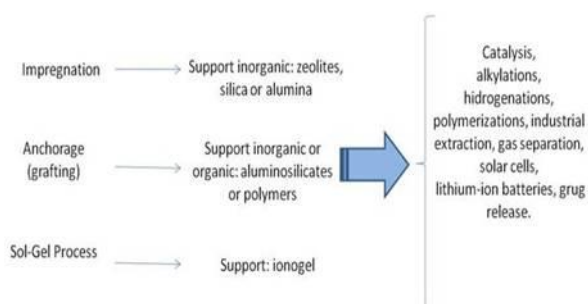 Impregnation
Support inorganic: zeolites,
silica or alumina
Anchorage
(grafting)
Support inorganic or
organic: aluminosilicates
or polymers
Sol-Gel Process
Support: ionogel
Catalysis,
alkylations,
hidrogenations,
polymerizations, industrial
extraction, gas separation,
solar cells,
lithium-ion batteries, grug
release.